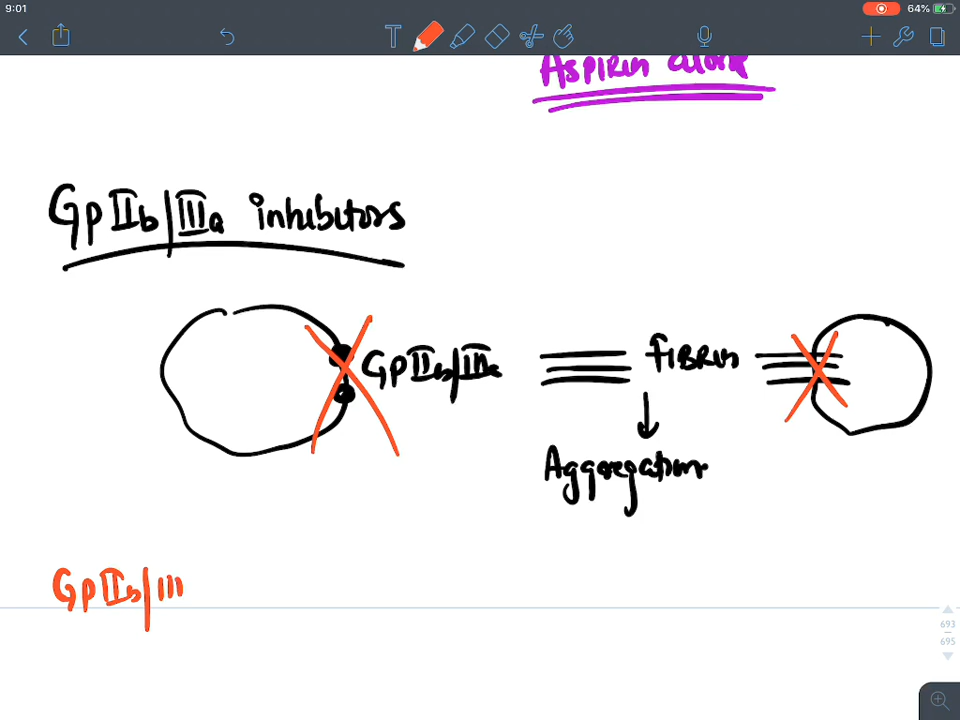 9:01 64%
T
Aspirin alone
GpIIb/IIIa inhibitors
GpIIb/IIIa FIBRIN
Aggregation
GpIIb/III
693
695